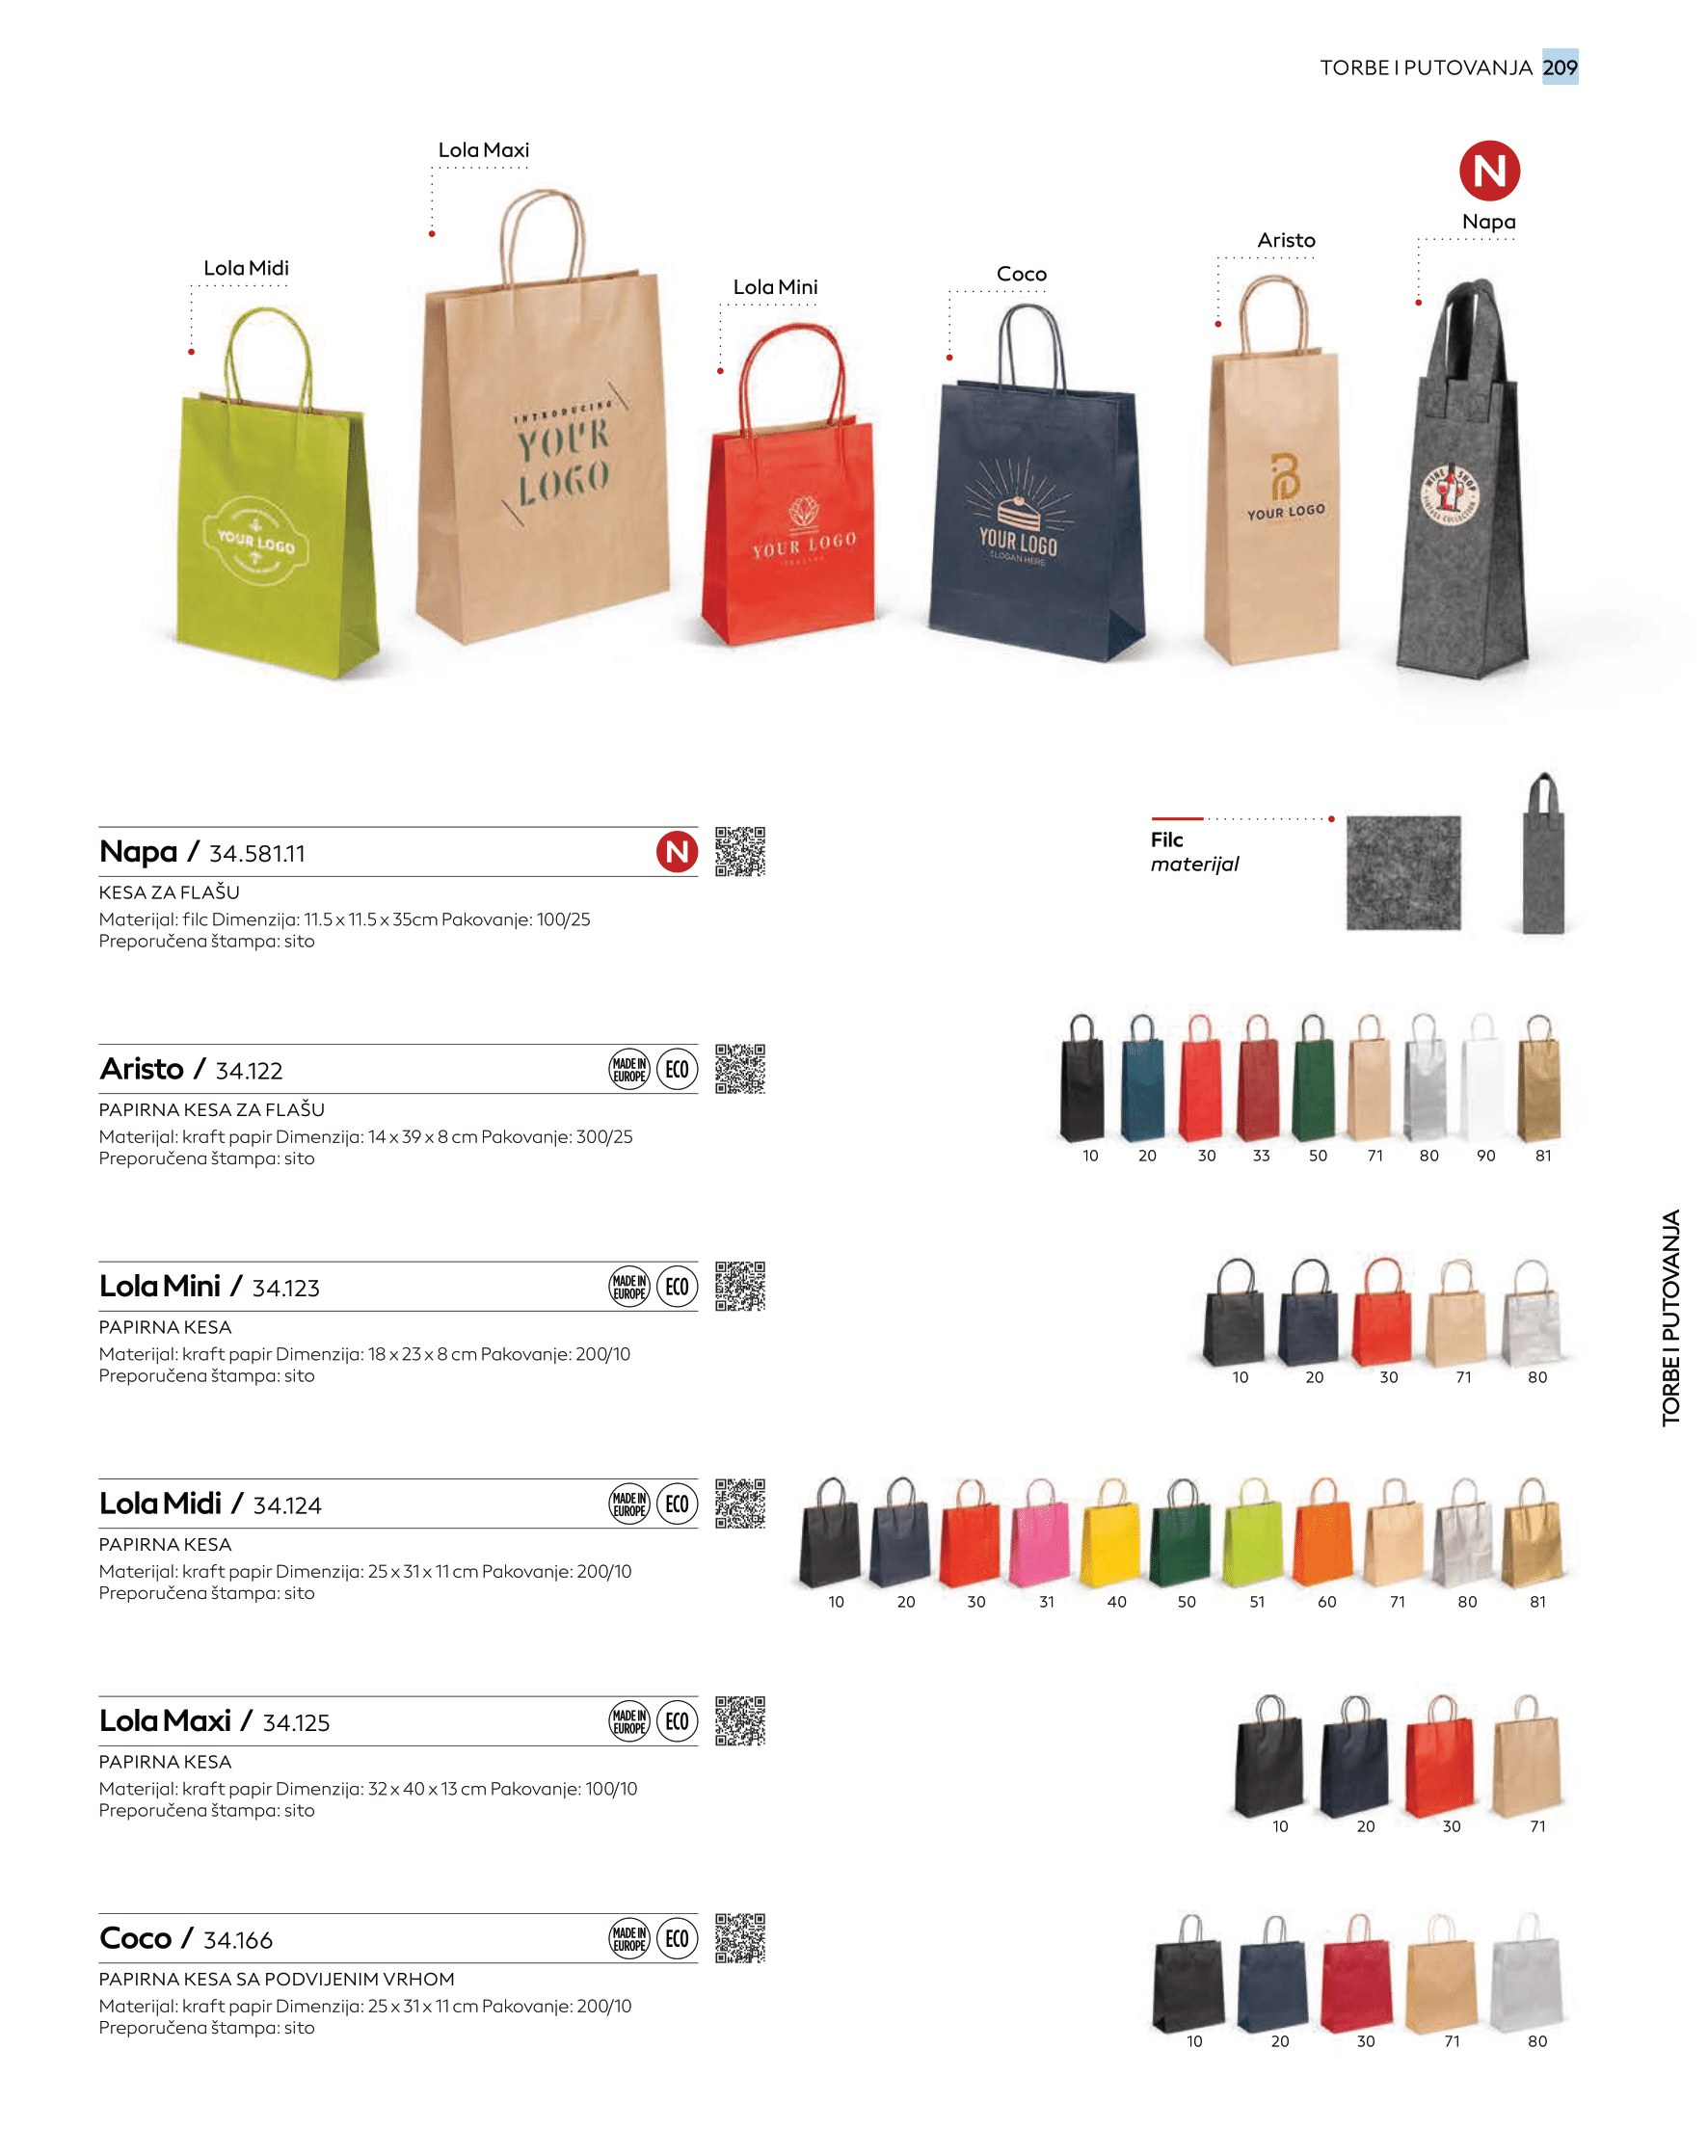 TORBE I PUTOVANJA 209
Lola Maxi
N
Napa
Aristo
Lola Midi
Coco
Lola Mini
INTRODUCING
YOUR
LOGO
YOUR LOGO
YOUR LOGO
YOUR LOGO
SLOGAN HERE
YOUR LOGO
WINE SHOP
VINTAGE COLLECTION
Napa / 34.581.11
N
KESA ZA FLAŠU
Materijal: filc Dimenzija: 11.5 x 11.5 x 35cm Pakovanje: 100/25
Preporučena štampa: sito
Filc
materijal
Aristo / 34.122
MADE IN EUROPE
ECO
PAPIRNA KESA ZA FLAŠU
Materijal: kraft papir Dimenzija: 14 x 39 x 8 cm Pakovanje: 300/25
Preporučena štampa: sito
10 20 30 33 50 71 80 90 81
Lola Mini / 34.123
MADE IN EUROPE
ECO
PAPIRNA KESA
Materijal: kraft papir Dimenzija: 18 x 23 x 8 cm Pakovanje: 200/10
Preporučena štampa: sito
10 20 30 71 80
Lola Midi / 34.124
MADE IN EUROPE
ECO
PAPIRNA KESA
Materijal: kraft papir Dimenzija: 25 x 31 x 11 cm Pakovanje: 200/10
Preporučena štampa: sito
10 20 30 31 40 50 51 60 71 80 81
Lola Maxi / 34.125
MADE IN EUROPE
ECO
PAPIRNA KESA
Materijal: kraft papir Dimenzija: 32 x 40 x 13 cm Pakovanje: 100/10
Preporučena štampa: sito
10 20 30 71
Coco / 34.166
MADE IN EUROPE
ECO
PAPIRNA KESA SA PODVIJENIM VRHOM
Materijal: kraft papir Dimenzija: 25 x 31 x 11 cm Pakovanje: 200/10
Preporučena štampa: sito
10 20 30 71 80
TORBE I PUTOVANJA